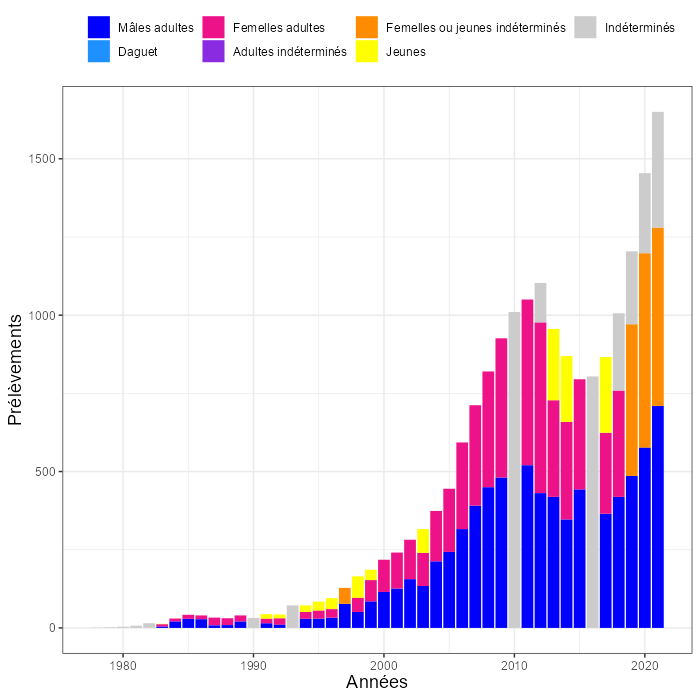 Mâles adultes Femelles adultes Femelles ou jeunes indéterminés Indéterminés
Daguet Adultes indéterminés Jeunes
1500
1000
500
0
Prélèvements
1980 1990 2000 2010 2020
Années